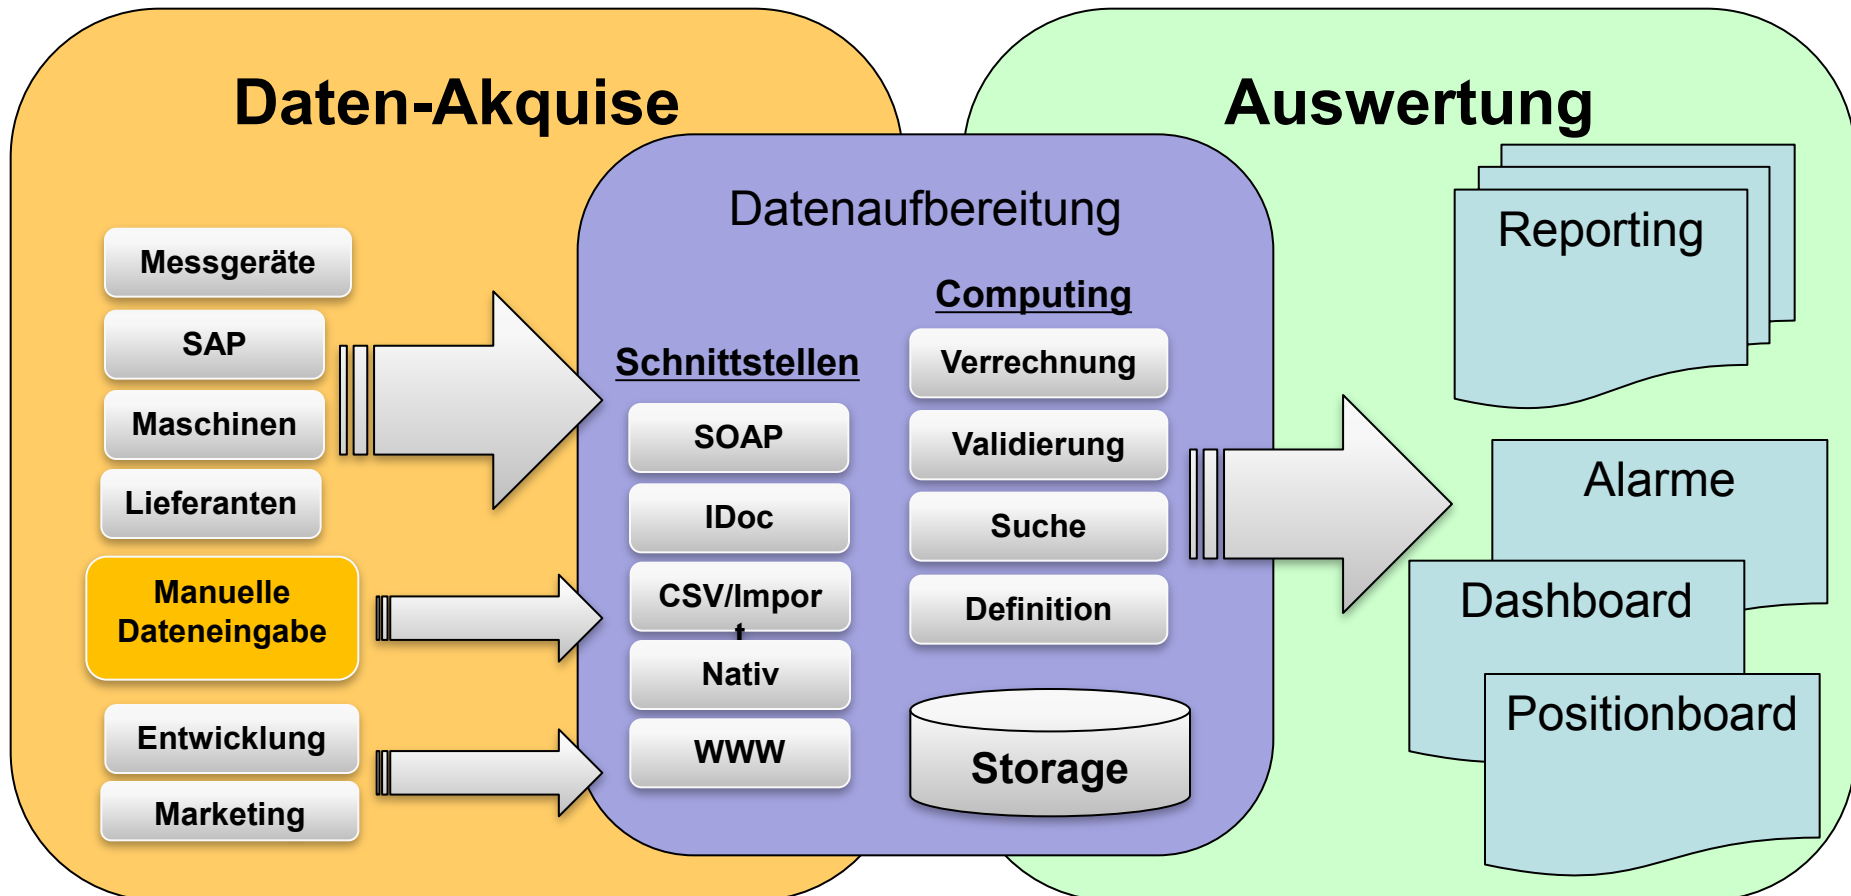 Daten-Akquise
Messgeräte
SAP
Maschinen
Lieferanten
Manuelle
Dateneingabe
Entwicklung
Marketing
Datenaufbereitung
Schnittstellen
SOAP
IDoc
CSV/Impor
t
Nativ
WWW
Computing
Verrechnung
Validierung
Suche
Definition
Storage
Auswertung
Reporting
Alarme
Dashboard
Positionboard